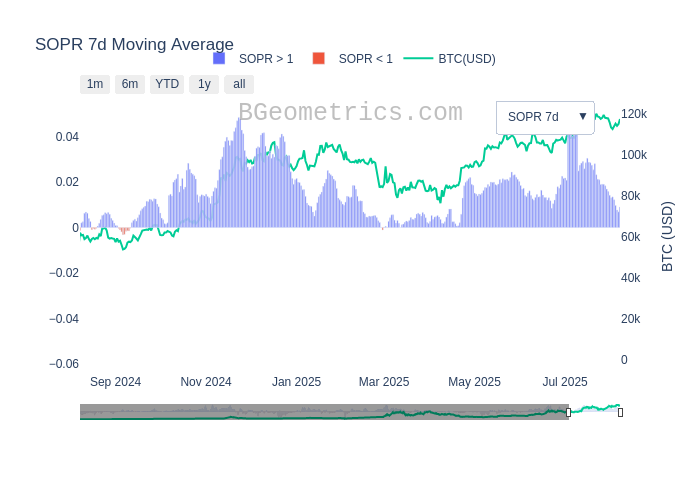 SOPR 7d Moving Average
SOPR > 1 SOPR < 1 BTC(USD)
1m 6m YTD 1y all
BGeometrics.com
SOPR 7d ▼
0.04
0.02
0
−0.02
−0.04
−0.06
120k
100k
80k
60k
40k
20k
0
BTC (USD)
Sep 2024 Nov 2024 Jan 2025 Mar 2025 May 2025 Jul 2025